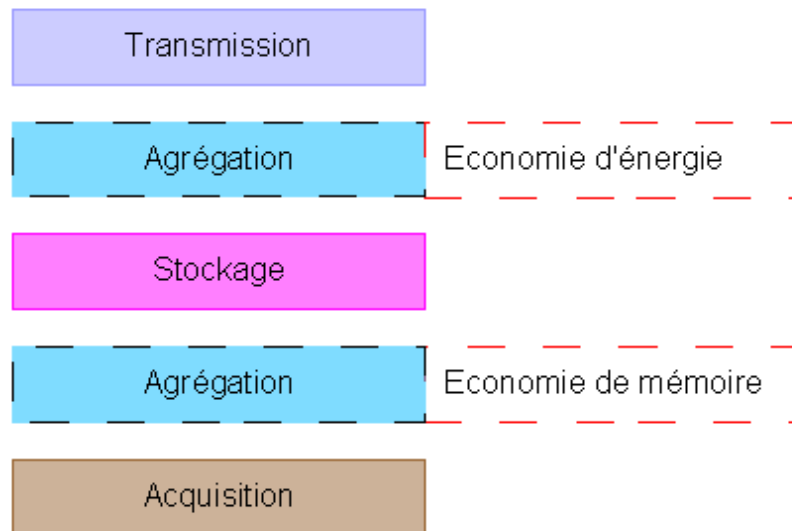 Transmission
Agrégation
Economie d'énergie
Stockage
Agrégation
Economie de mémoire
Acquisition